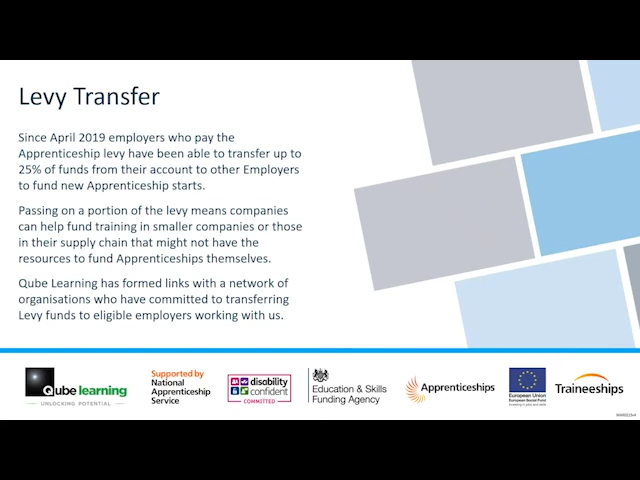 Levy Transfer
Since April 2019 employers who pay the
Apprenticeship levy have been able to transfer up to
25% of funds from their account to other Employers
to fund new Apprenticeship starts.
Passing on a portion of the levy means companies
can help fund training in smaller companies or those
in their supply chain that might not have the
resources to fund Apprenticeships themselves.
Qube Learning has formed links with a network of
organisations who have committed to transferring
Levy funds to eligible employers working with us.
Qube learning
UNLOCKING POTENTIAL
Supported by
National
Apprenticeship
Service
disability
confident
COMMITTED
Education & Skills
Funding Agency
Apprenticeships
European Union
European Social Fund
Traineeships